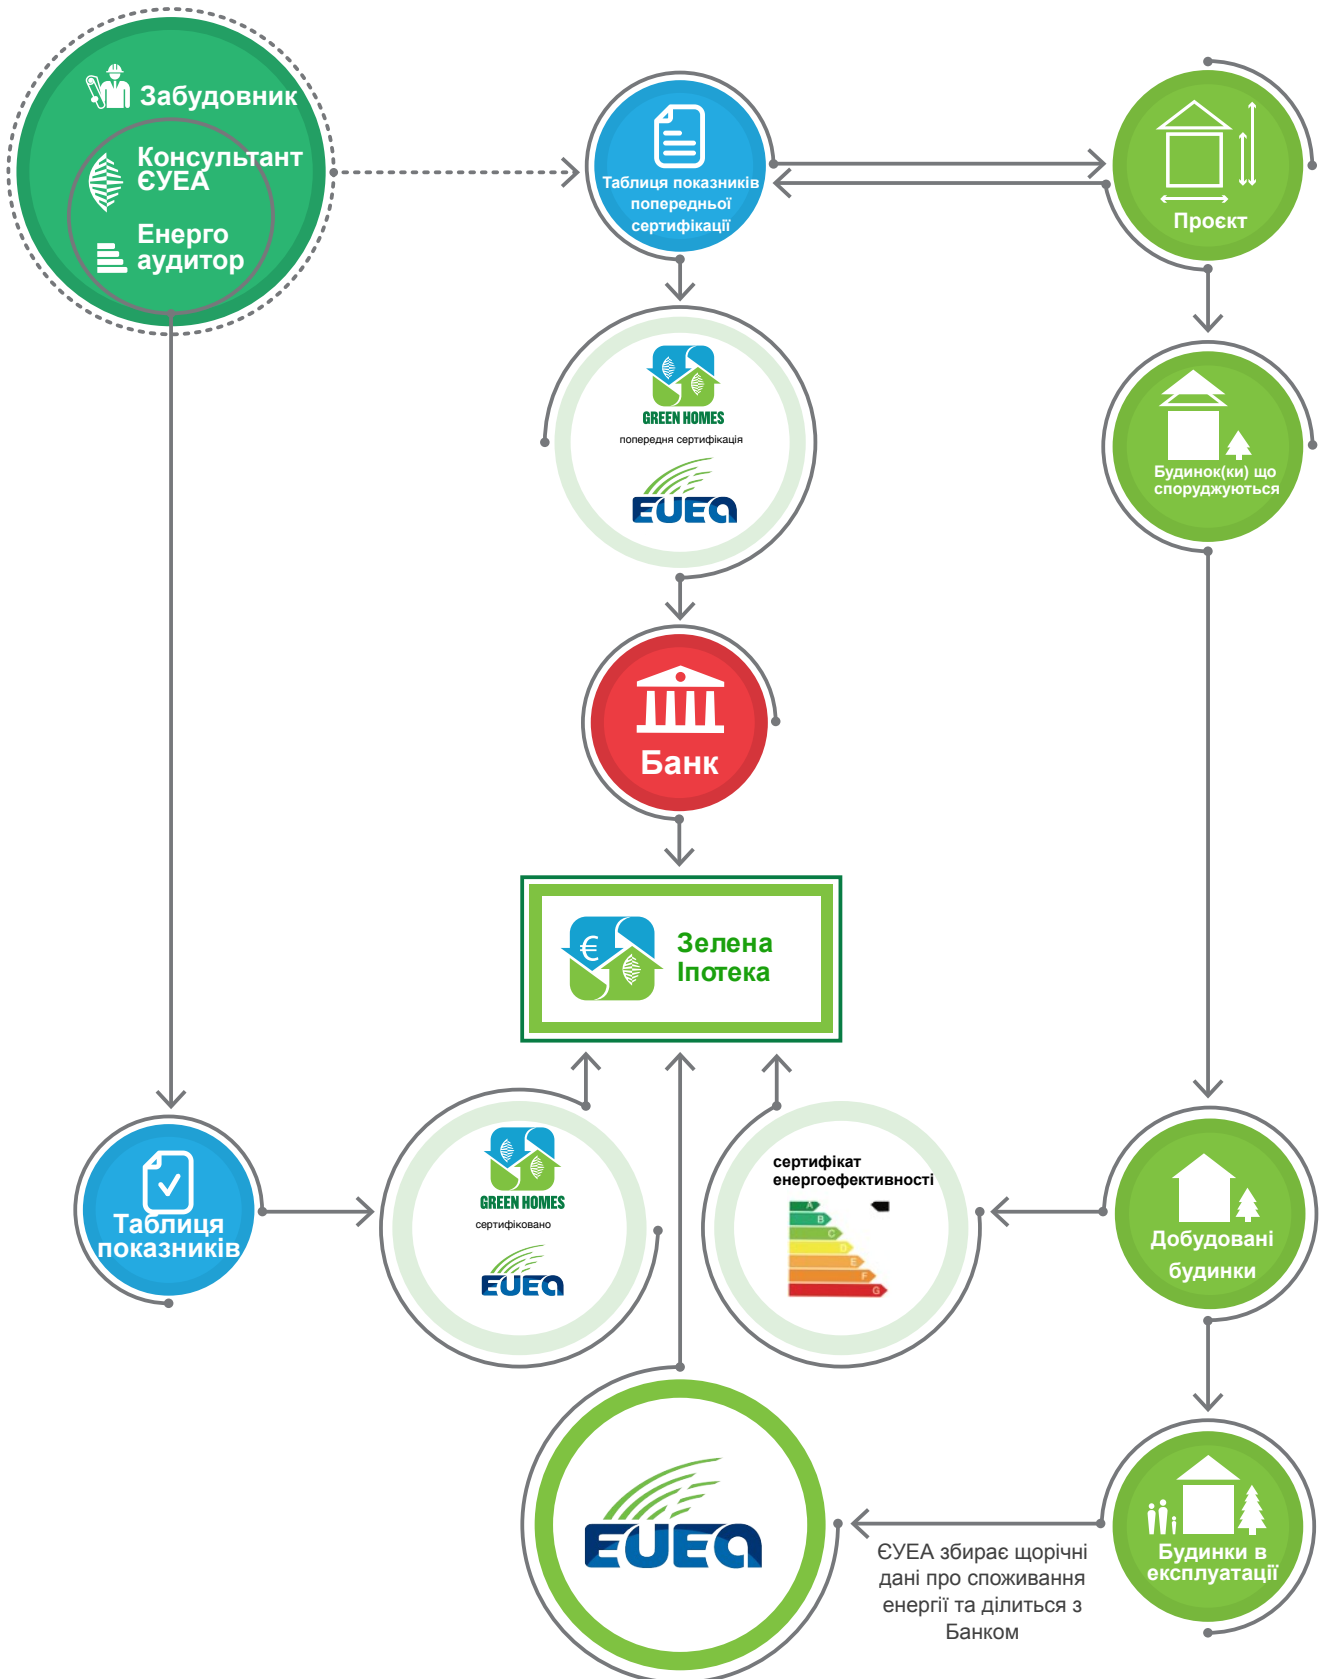 Забудовник
Консультант
ЄУЕА
Енерго
аудитор
Таблиця показників
попередньої
сертифікації
Проєкт
GREEN HOMES
попередня сертифікація
EUEA
Будинок(ки) що
споруджуються
Банк
€
Зелена
Іпотека
Таблиця
показників
GREEN HOMES
сертифіковано
EUEA
сертифікат
енергоефективності
A
B
C
D
E
F
G
Добудовані
будинки
EUEA
ЄУЕА збирає щорічні
дані про споживання
енергії та ділиться з
Банком
Будинки в
експлуатації